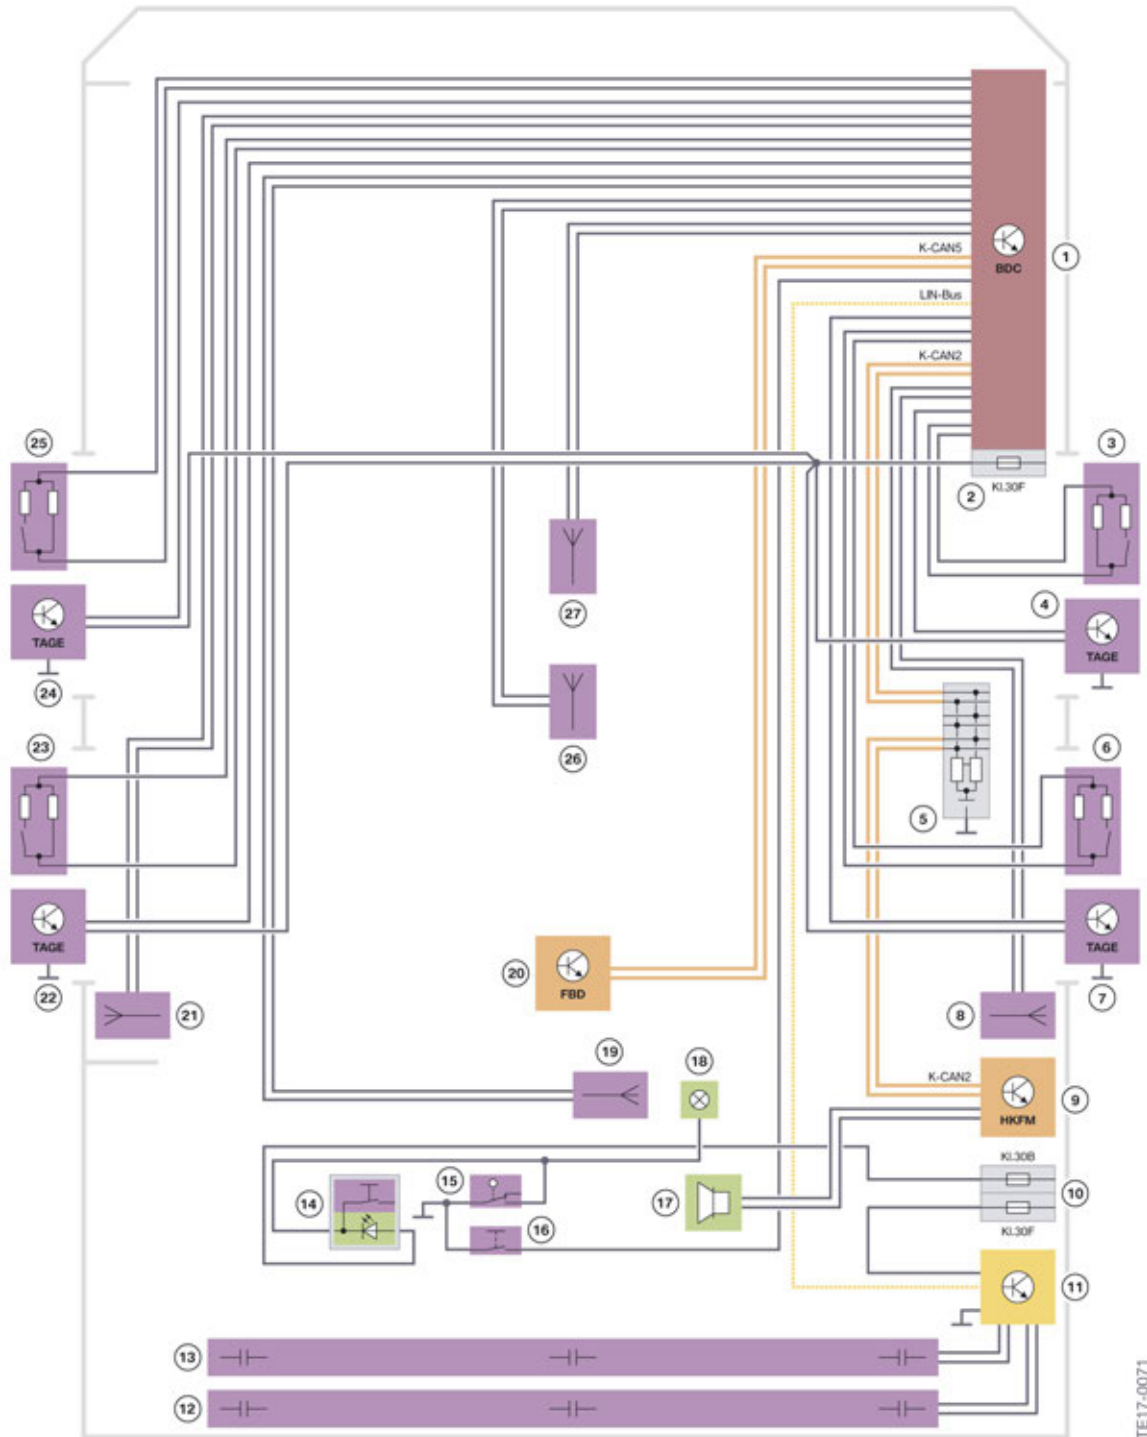 K-CAN5
BDC
1
LIN-Bus
K-CAN2
25
3
2
Kl.30F
27
4
TAGE
TAGE
24
26
23
6
5
TAGE
20
FBD
TAGE
22
21
8
7
19
18
K-CAN2
HKFM
9
Kl.30B
14
15
17
10
16
Kl.30F
11
13
12
TE17-0071